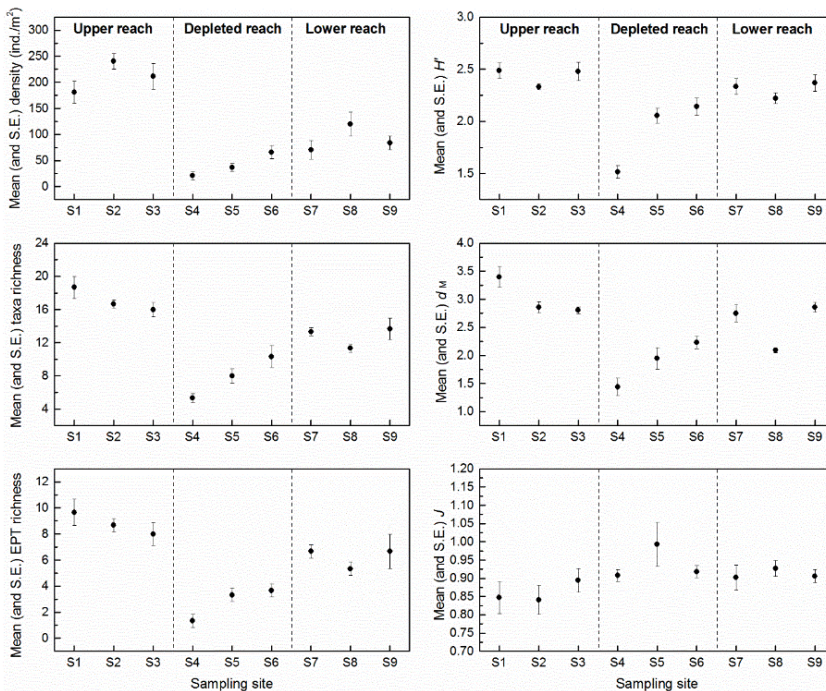 Upper reach Depleted reach Lower reach
Mean (and S.E.) density (ind./m²)
300
250
200
150
100
50
0
S1 S2 S3 S4 S5 S6 S7 S8 S9
Upper reach Depleted reach Lower reach
Mean (and S.E.) H'
3.0
2.5
2.0
1.5
S1 S2 S3 S4 S5 S6 S7 S8 S9
Mean (and S.E.) taxa richness
24
20
16
12
8
4
S1 S2 S3 S4 S5 S6 S7 S8 S9
Mean (and S.E.) d M
4.0
3.5
3.0
2.5
2.0
1.5
1.0
S1 S2 S3 S4 S5 S6 S7 S8 S9
Mean (and S.E.) EPT richness
12
10
8
6
4
2
0
S1 S2 S3 S4 S5 S6 S7 S8 S9
Sampling site
Mean (and S.E.) J
1.20
1.15
1.10
1.05
1.00
0.95
0.90
0.85
0.80
0.75
0.70
S1 S2 S3 S4 S5 S6 S7 S8 S9
Sampling site